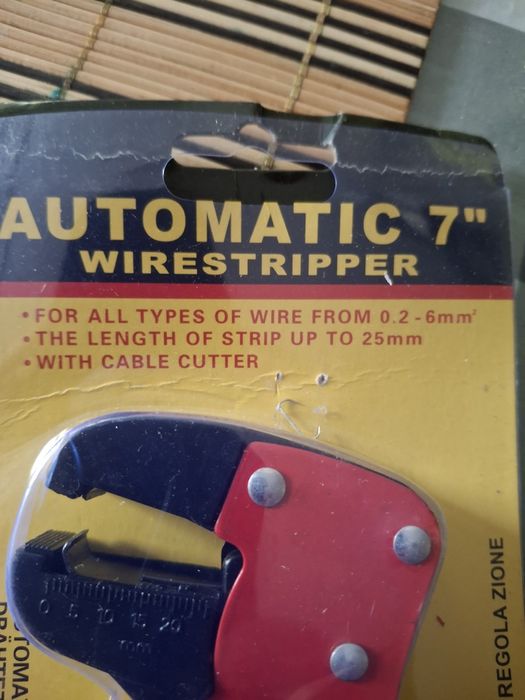 AUTOMATIC 7"
WIRESTRIPPER
• FOR ALL TYPES OF WIRE FROM 0.2 - 6mm²
• THE LENGTH OF STRIP UP TO 25mm
• WITH CABLE CUTTER
0 5 10 15 20
mm
REGOLA ZIONE